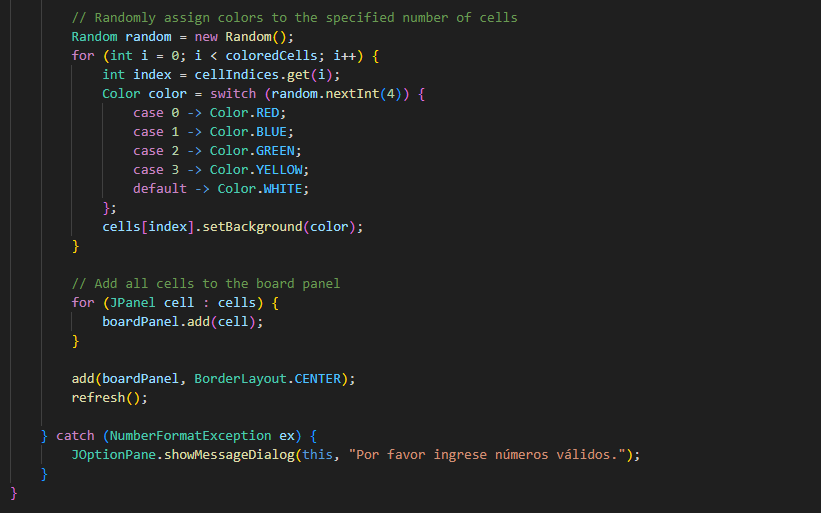 // Randomly assign colors to the specified number of cells
Random random = new Random();
for (int i = 0; i < coloredCells; i++) {
int index = cellIndices.get(i);
Color color = switch (random.nextInt(4)) {
case 0 -> Color.RED;
case 1 -> Color.BLUE;
case 2 -> Color.GREEN;
case 3 -> Color.YELLOW;
default -> Color.WHITE;
};
cells[index].setBackground(color);
}
// Add all cells to the board panel
for (JPanel cell : cells) {
boardPanel.add(cell);
}
add(boardPanel, BorderLayout.CENTER);
refresh();
} catch (NumberFormatException ex) {
JOptionPane.showMessageDialog(this, "Por favor ingrese números válidos.");
}
}